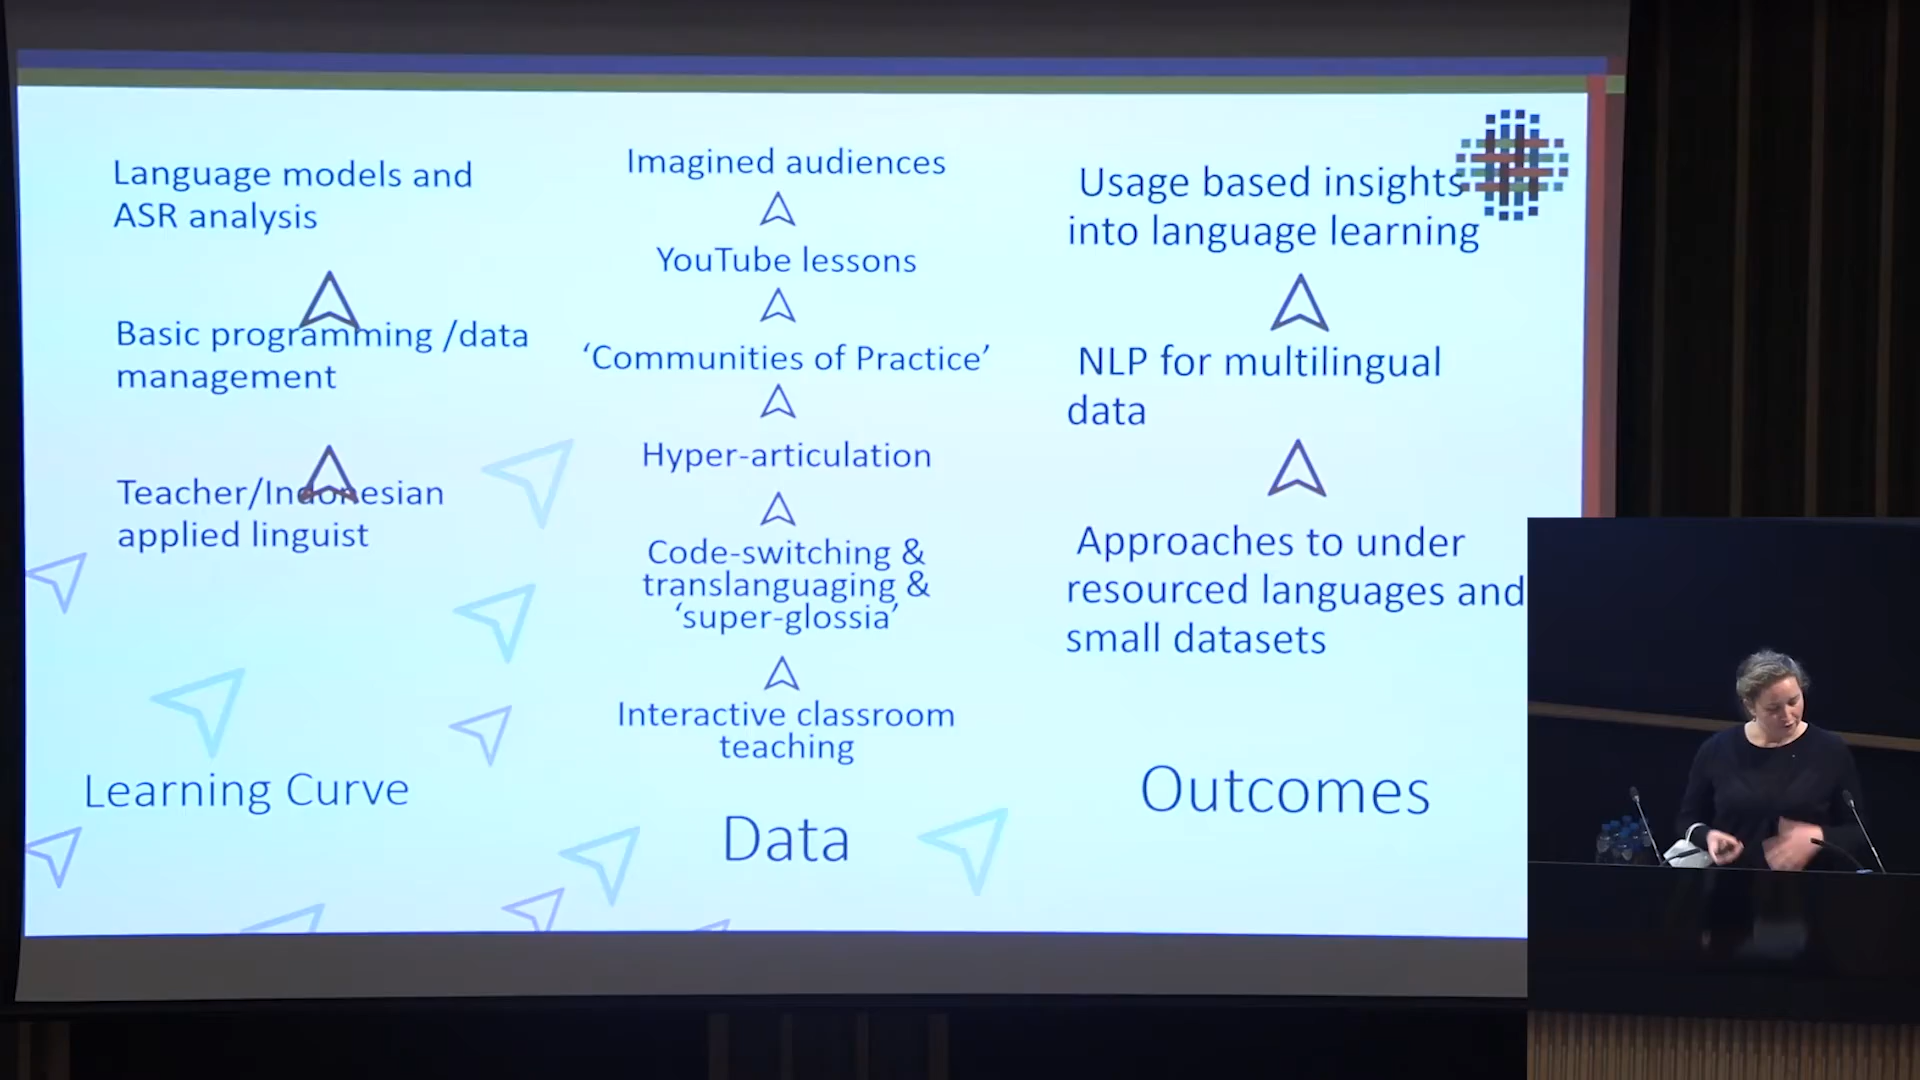 Language models and
ASR analysis
Basic programming /data
management
Teacher/Indonesian
applied linguist
Learning Curve
Imagined audiences
YouTube lessons
‘Communities of Practice’
Hyper-articulation
Code-switching &
translanguaging &
‘super-glossia’
Interactive classroom
teaching
Data
Usage based insights
into language learning
NLP for multilingual
data
Approaches to under
resourced languages and
small datasets
Outcomes